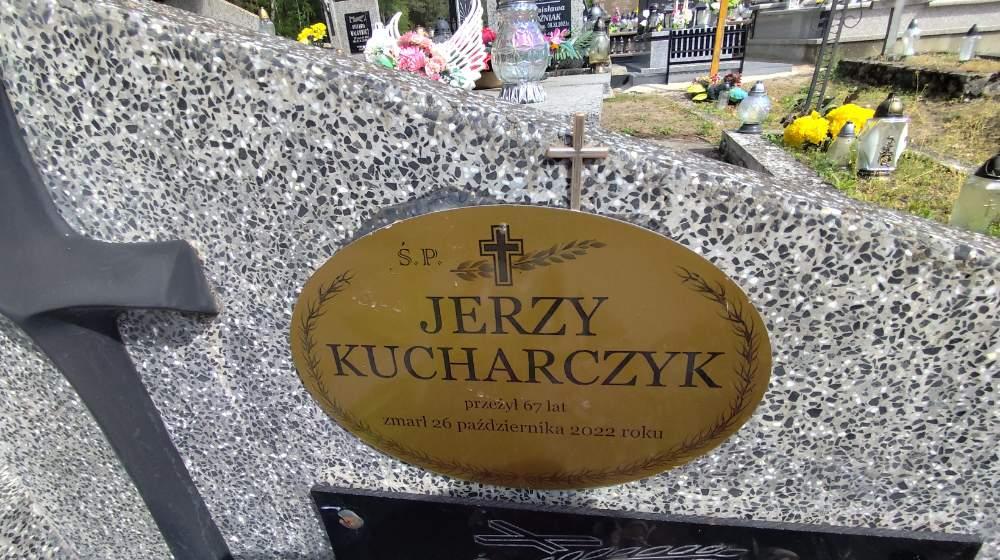 Ś.P.
JERZY
KUCHARCZYK
przeżył 67 lat
zmarł 26 października 2022 roku